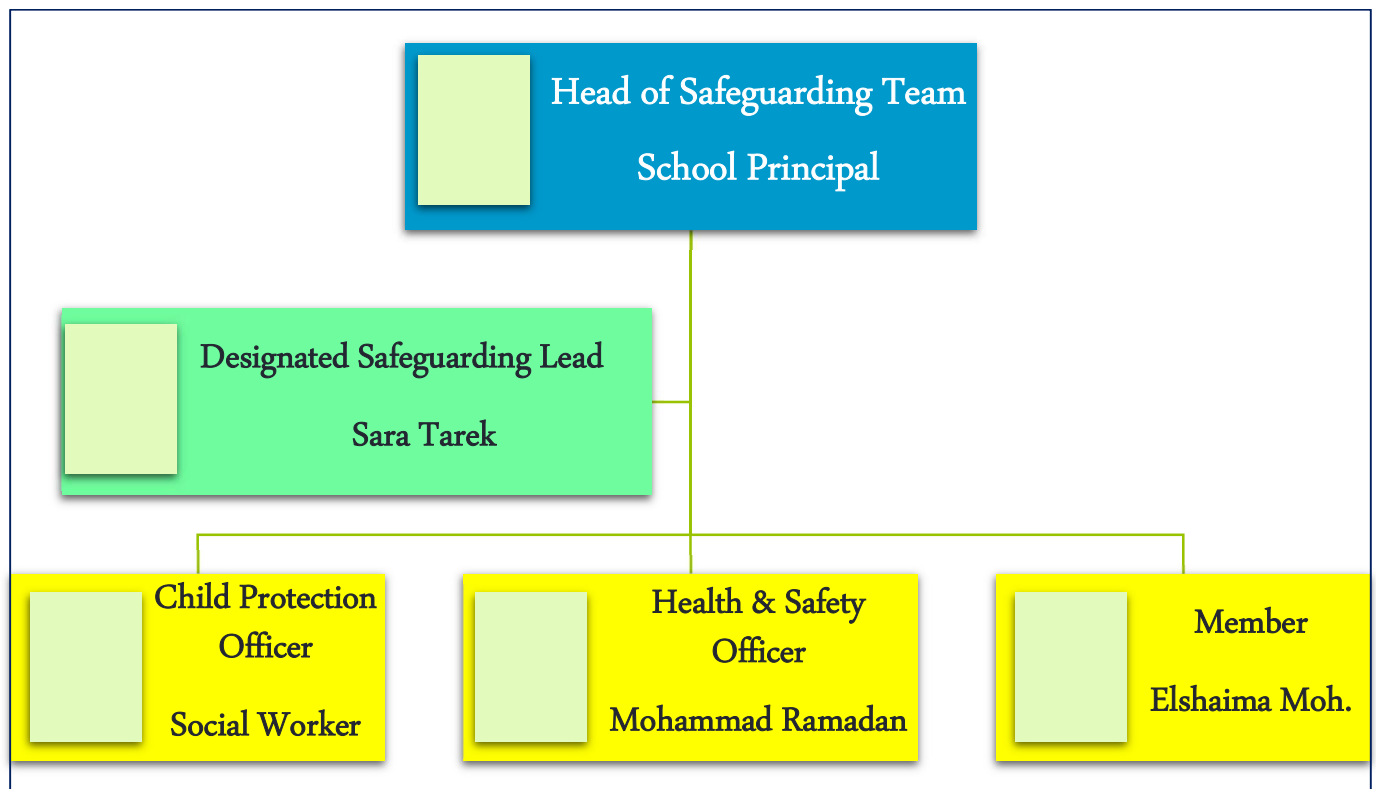 Head of Safeguarding Team
School Principal
Designated Safeguarding Lead
Sara Tarek
Child Protection
Officer
Social Worker
Health & Safety
Officer
Mohammad Ramadan
Member
Elshaima Moh.